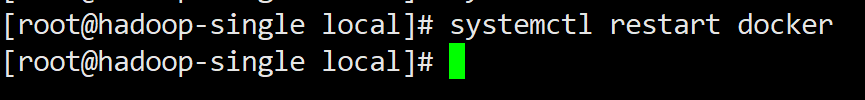 [root@hadoop-single local]# systemctl restart docker
[root@hadoop-single local]#